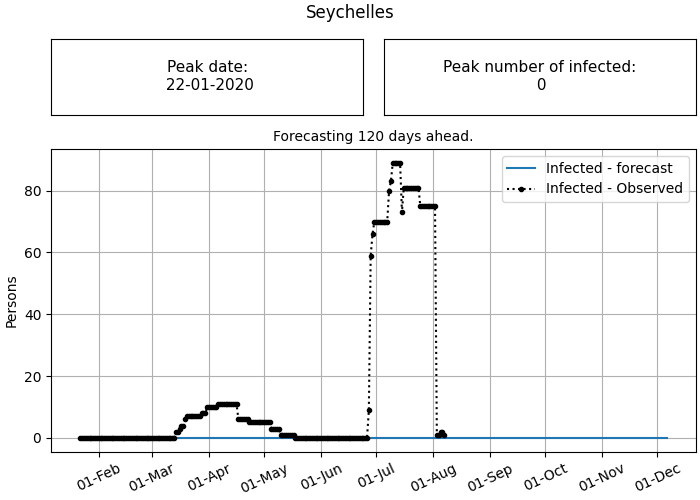 Seychelles
Peak date:
22-01-2020
Peak number of infected:
0
Forecasting 120 days ahead.
Infected - forecast
Infected - Observed
Persons
80
60
40
20
0
01-Feb
01-Mar
01-Apr
01-May
01-Jun
01-Jul
01-Aug
01-Sep
01-Oct
01-Nov
01-Dec